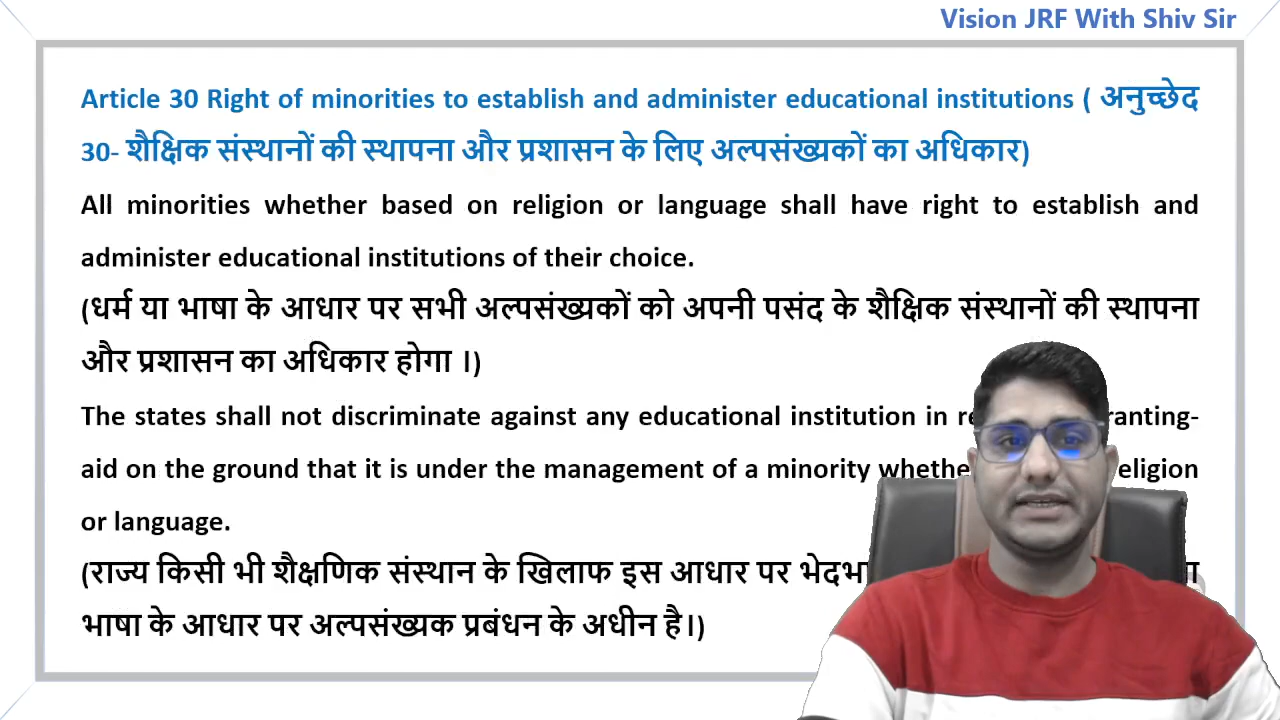 Vision JRF With Shiv Sir
Article 30 Right of minorities to establish and administer educational institutions ( अनुच्छेद
30- शैक्षिक संस्थानों की स्थापना और प्रशासन के लिए अल्पसंख्यकों का अधिकार)
All minorities whether based on religion or language shall have right to establish and
administer educational institutions of their choice.
(धर्म या भाषा के आधार पर सभी अल्पसंख्यकों को अपनी पसंद के शैक्षिक संस्थानों की स्थापना
और प्रशासन का अधिकार होगा ।)
The states shall not discriminate against any educational institution in
aid on the ground that it is under the management of a minority
or language.
(राज्य किसी भी शैक्षणिक संस्थान के खिलाफ इस आधार पर
भाषा के आधार पर अल्पसंख्यक प्रबंधन के अधीन है।)